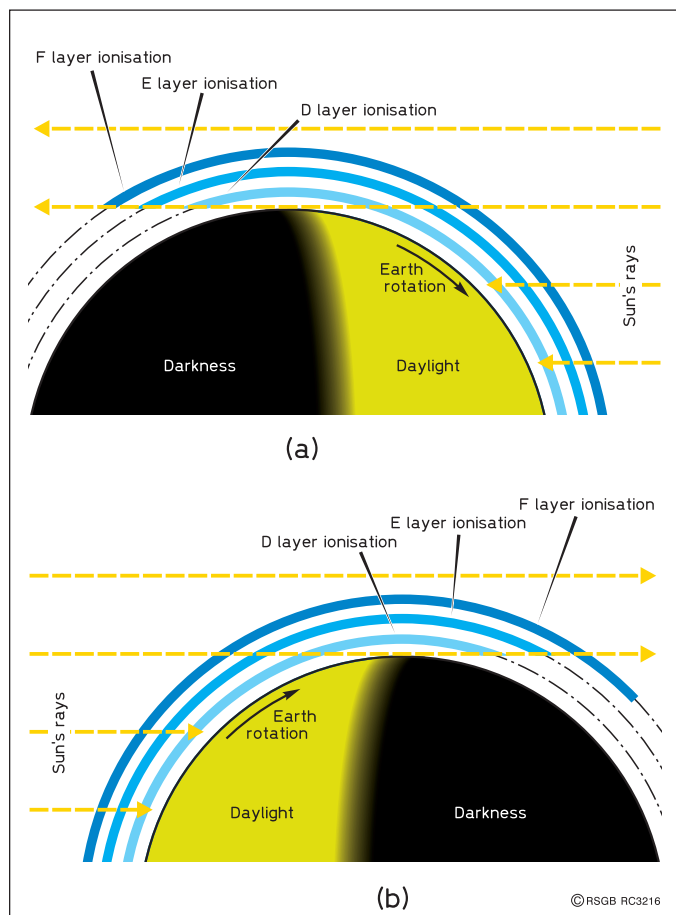 F layer ionisation
E layer ionisation
D layer ionisation
Earth
rotation
Sun's rays
Darkness
Daylight
(a)
F layer ionisation
E layer ionisation
D layer ionisation
Sun's rays
Earth
rotation
Daylight
Darkness
(b)
©RSGB RC3216